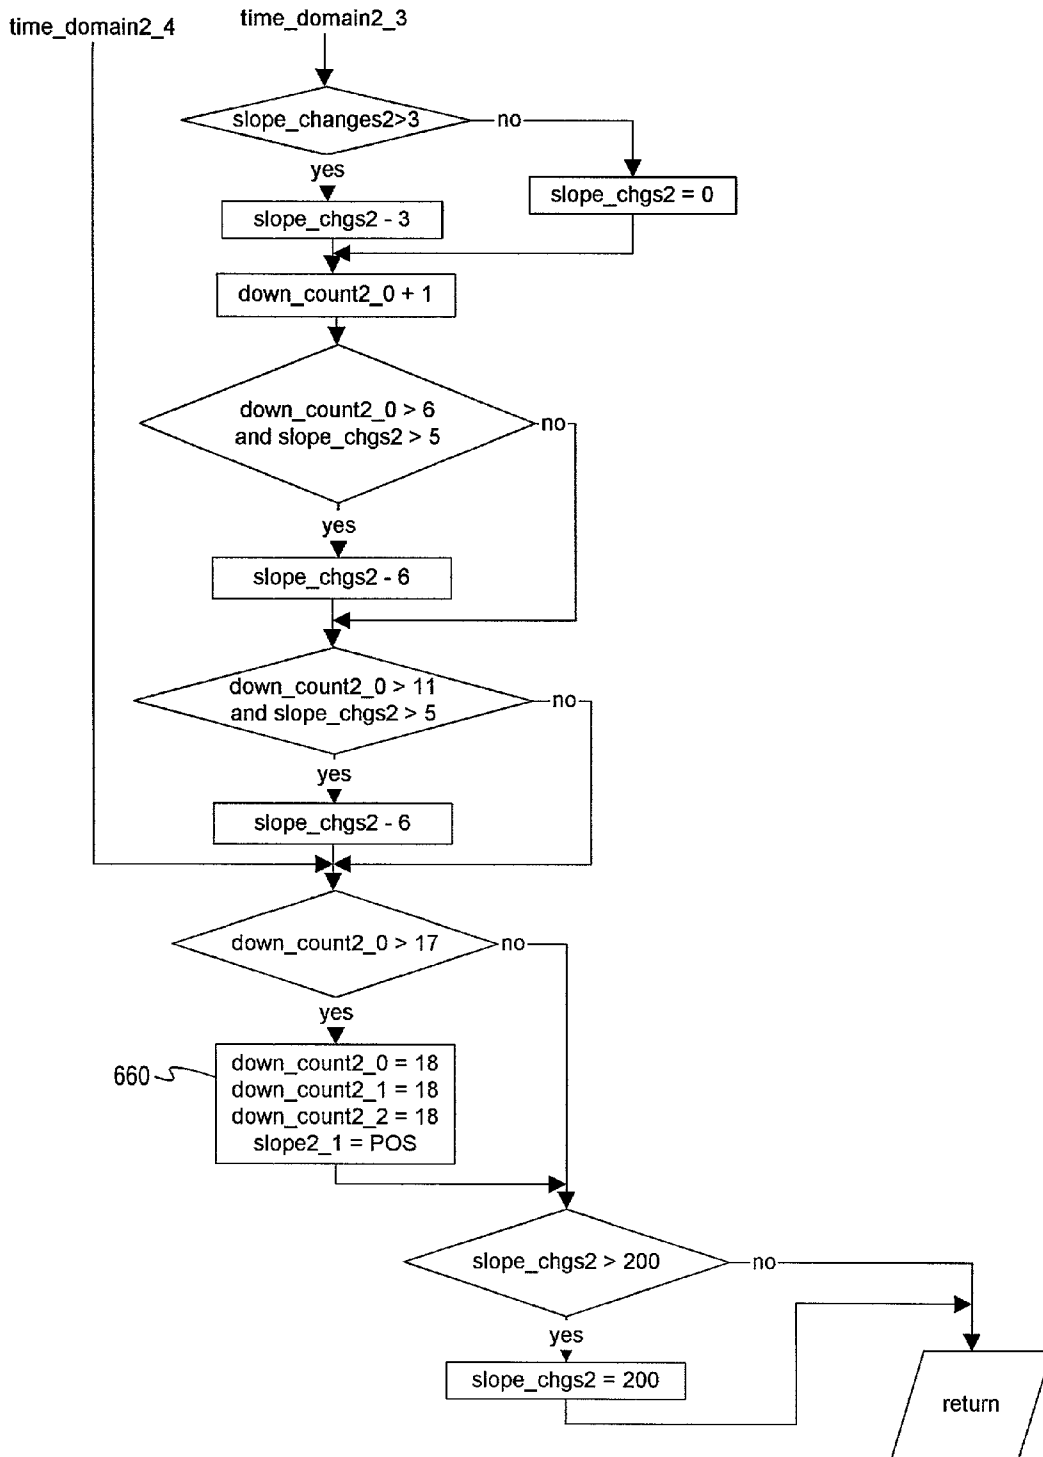 time_domain2_4
time_domain2_3
slope_changes2>3
no
yes
slope_chgs2 = 0
slope_chgs2 - 3
down_count2_0 + 1
down_count2_0 > 6
and slope_chgs2 > 5
no
yes
slope_chgs2 - 6
down_count2_0 > 11
and slope_chgs2 > 5
no
yes
slope_chgs2 - 6
down_count2_0 > 17
no
yes
660
down_count2_0 = 18
down_count2_1 = 18
down_count2_2 = 18
slope2_1 = POS
slope_chgs2 > 200
no
yes
slope_chgs2 = 200
return